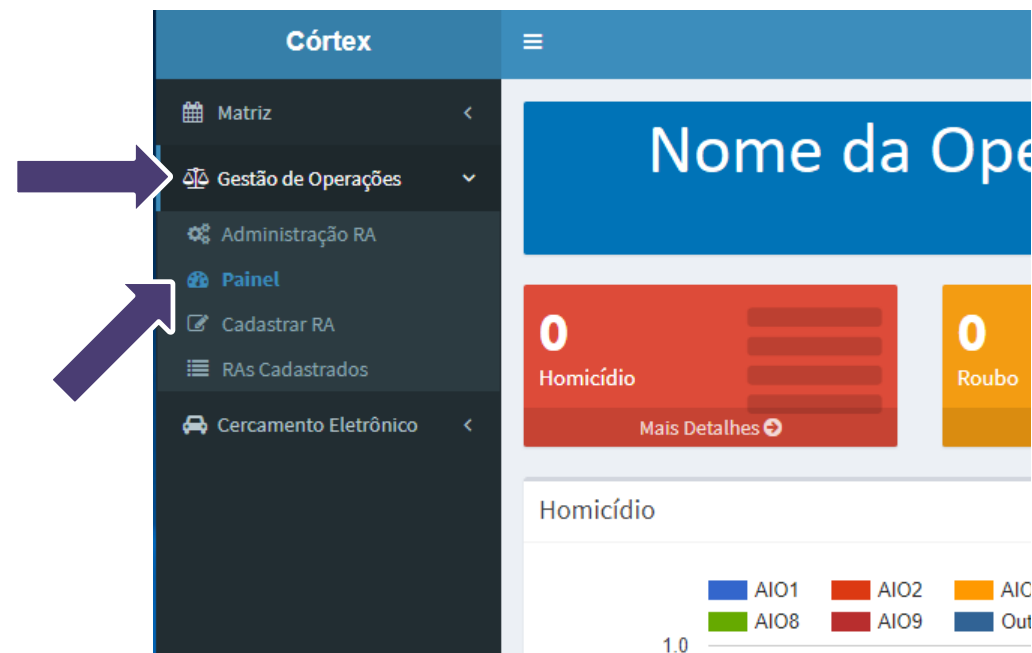 Córtex
Matriz
Gestão de Operações
Administração RA
Painel
Cadastrar RA
RAs Cadastrados
Cercamento Eletrônico
Nome da Ope
0
Homicídio
Mais Detalhes
0
Roubo
Homicídio
AIO1 AIO2 AIO
AIO8 AIO9 Out
1.0